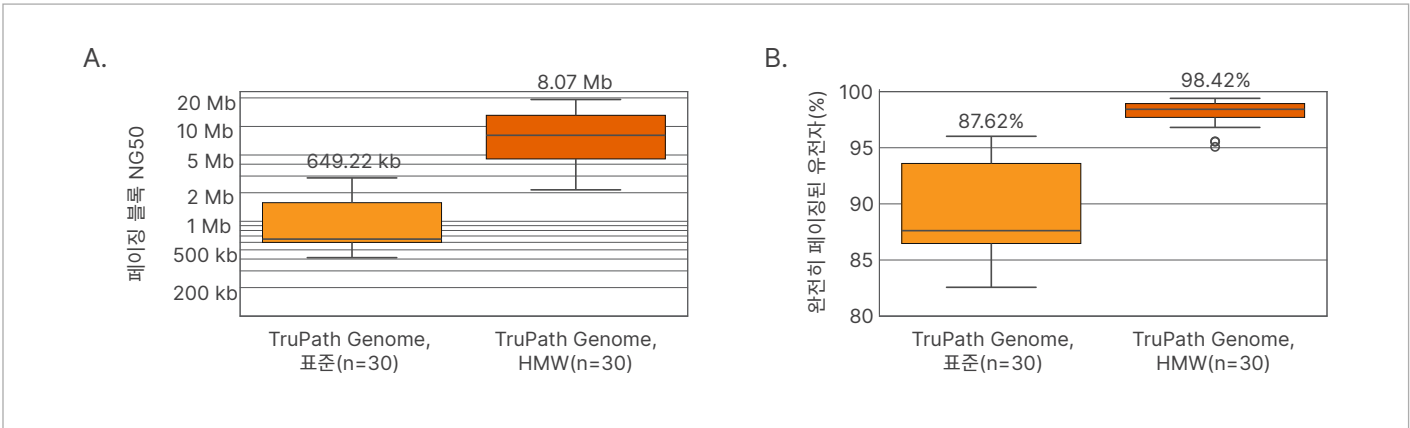 A.
8.07 Mb
649.22 kb
페이징 블록 NG50
20 Mb
10 Mb
5 Mb
2 Mb
1 Mb
500 kb
200 kb
TruPath Genome,
표준(n=30)
TruPath Genome,
HMW(n=30)
B.
98.42%
87.62%
완전히 페이징된 유전자(%)
100
95
90
85
80
TruPath Genome,
표준(n=30)
TruPath Genome,
HMW(n=30)